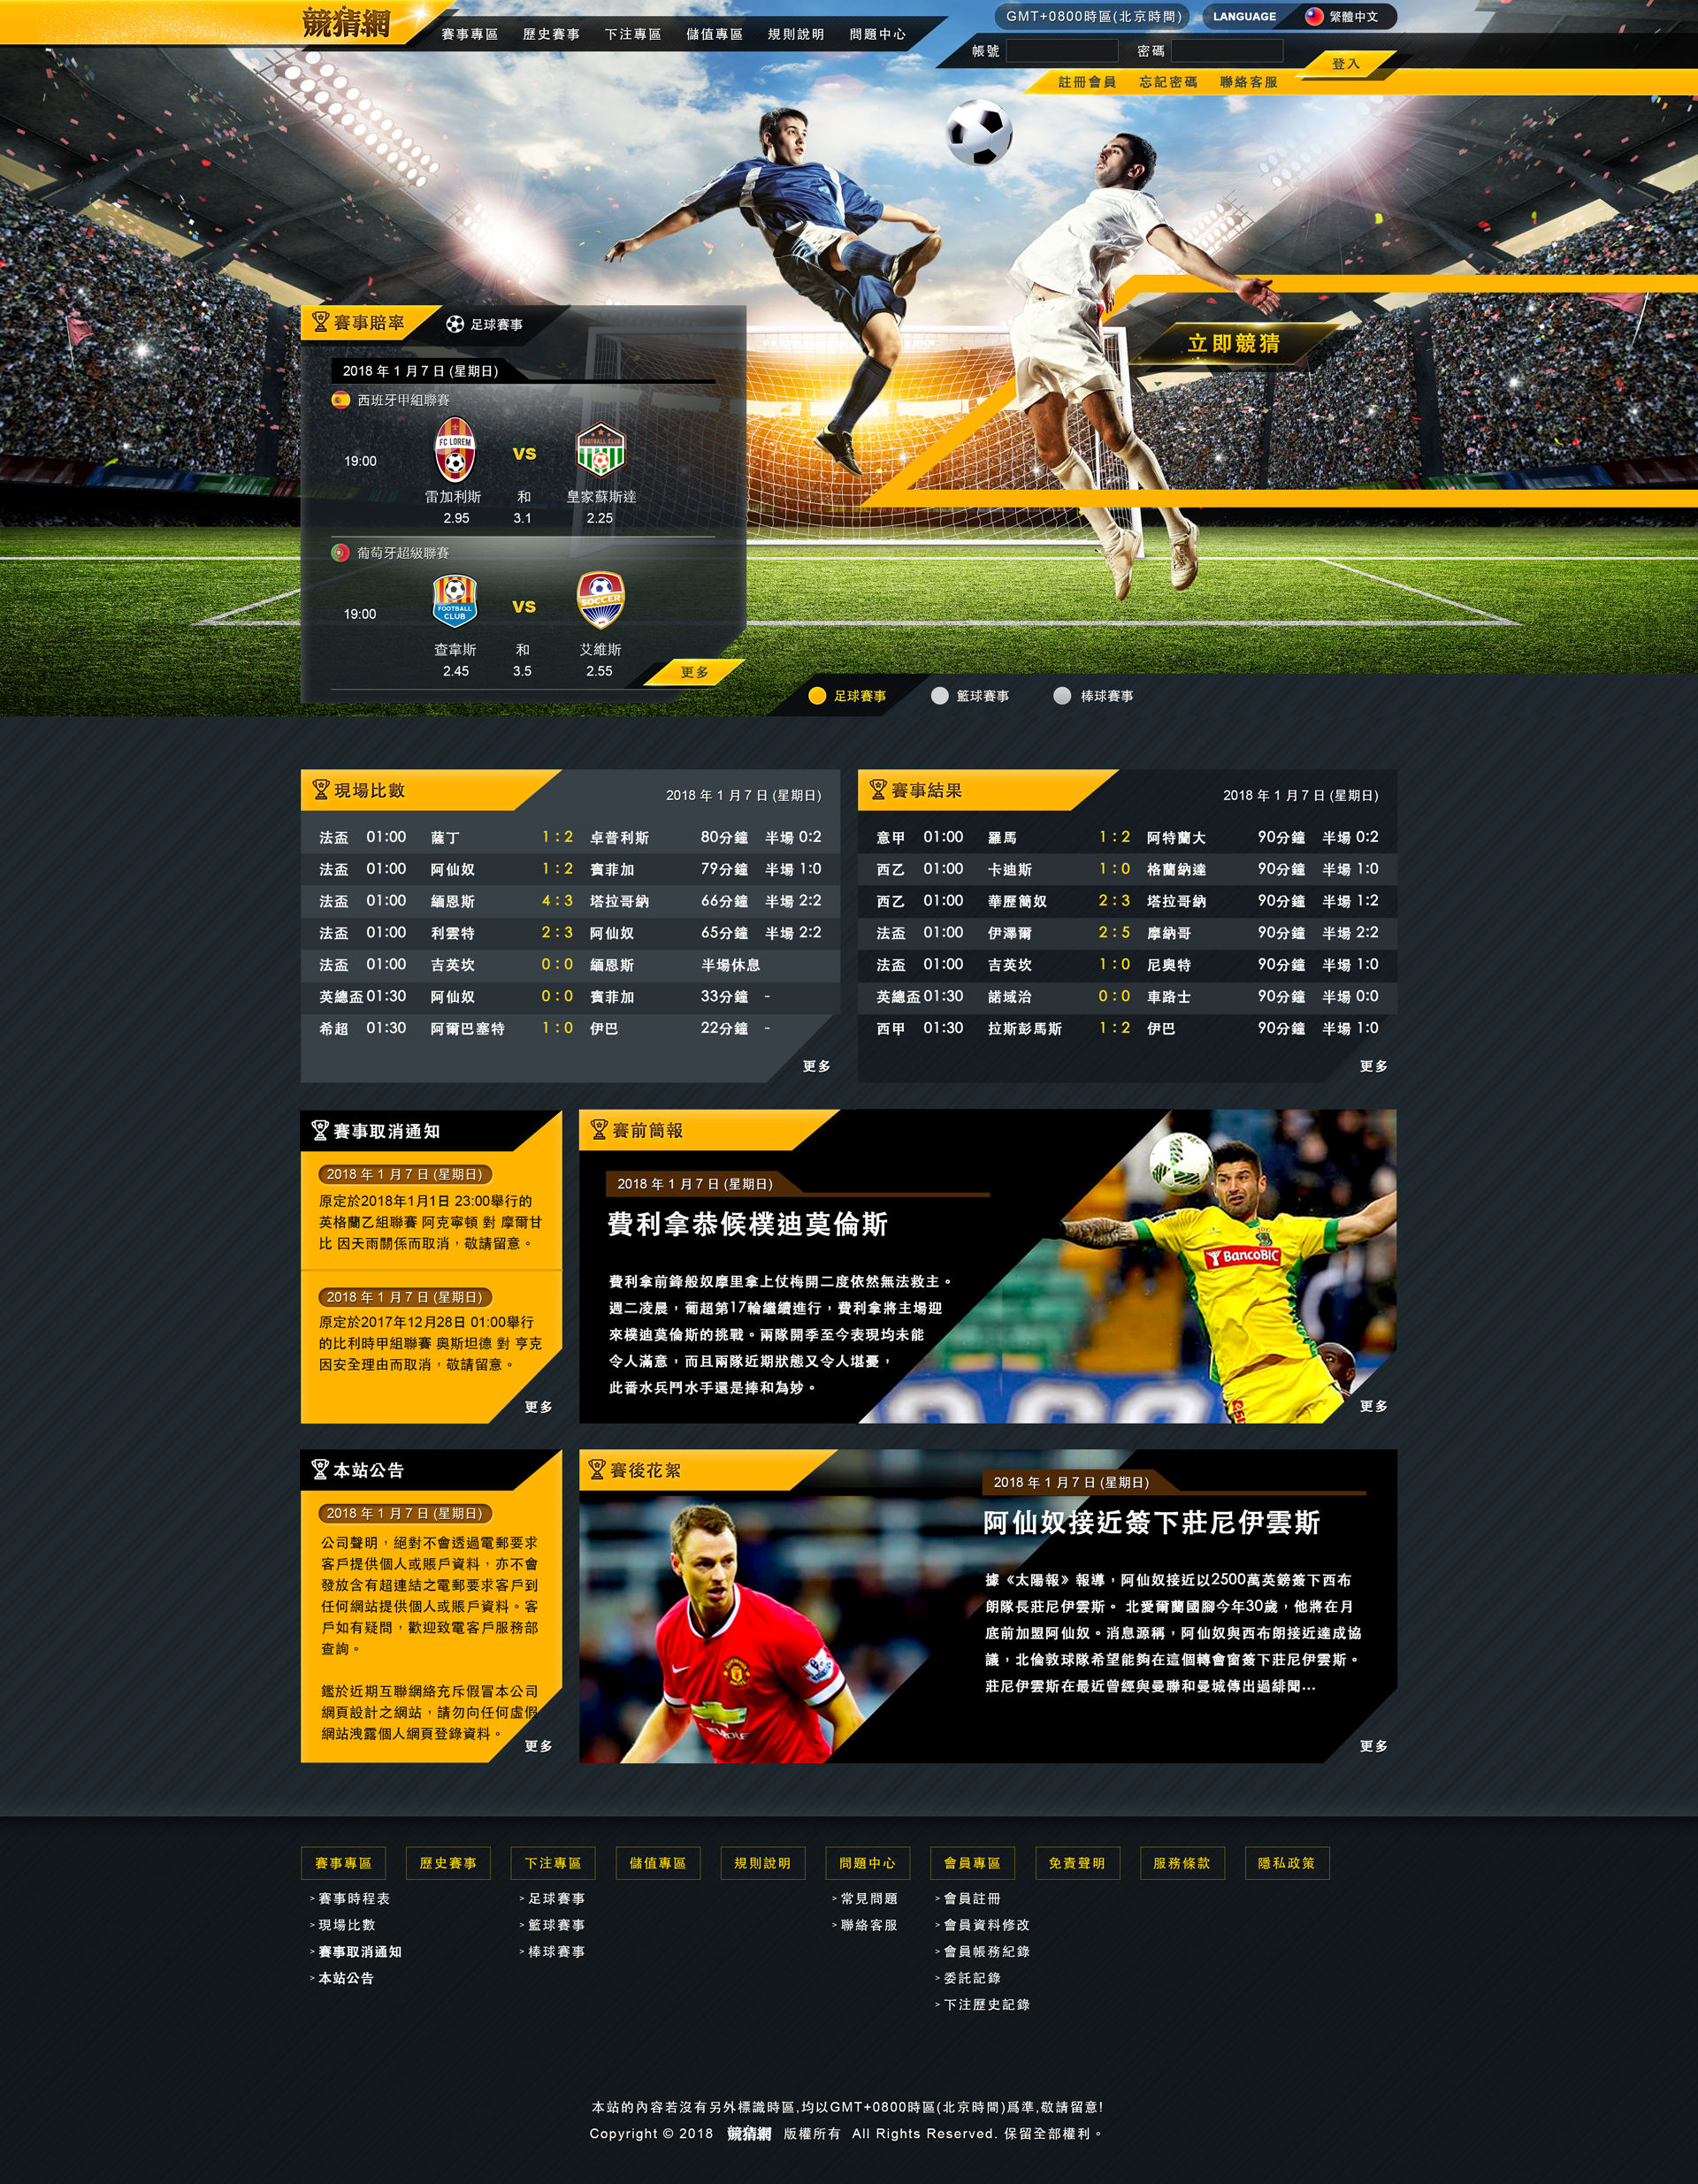 競猜網
賽事專區 歷史賽事 下注專區 儲值專區 規則說明 問題中心
GMT+0800時區(北京時間) LANGUAGE 繁體中文
帳號 密碼 登入
註冊會員 忘記密碼 聯絡客服
賽事賠率 足球賽事
立即競猜
2018 年 1 月 7 日 (星期日)
西班牙甲組聯賽
FC LOREM
FOOTBALL CLUB
19:00 VS
雷加利斯 和 皇家蘇斯達
2.95 3.1 2.25
葡萄牙超級聯賽
FOOTBALL CLUB
SOCCER
19:00 VS
查韋斯 和 艾維斯
2.45 3.5 2.55
更多
足球賽事 籃球賽事 棒球賽事
現場比數 2018 年 1 月 7 日 (星期日)
法盃 01:00 薩丁 1 : 2 卓普利斯 80分鐘 半場 0:2
法盃 01:00 阿仙奴 1 : 2 賓菲加 79分鐘 半場 1:0
法盃 01:00 緬恩斯 4 : 3 塔拉哥納 66分鐘 半場 2:2
法盃 01:00 利雲特 2 : 3 阿仙奴 65分鐘 半場 2:2
法盃 01:00 吉英坎 0 : 0 緬恩斯 半場休息
英總盃 01:30 阿仙奴 0 : 0 賓菲加 33分鐘 -
希超 01:30 阿爾巴塞特 1 : 0 伊巴 22分鐘 -
更多
賽事結果 2018 年 1 月 7 日 (星期日)
意甲 01:00 羅馬 1 : 2 阿特蘭大 90分鐘 半場 0:2
西乙 01:00 卡迪斯 1 : 0 格蘭納達 90分鐘 半場 1:0
西乙 01:00 華歷簡奴 2 : 3 塔拉哥納 90分鐘 半場 1:2
法盃 01:00 伊澤爾 2 : 5 摩納哥 90分鐘 半場 2:2
法盃 01:00 吉英坎 1 : 0 尼奧特 90分鐘 半場 1:0
英總盃 01:30 諾域治 0 : 0 車路士 90分鐘 半場 0:0
西甲 01:30 拉斯彭馬斯 1 : 2 伊巴 90分鐘 半場 1:0
更多
賽事取消通知
2018 年 1 月 7 日 (星期日)
原定於2018年1月1日 23:00舉行的
英格蘭乙組聯賽 阿克寧頓 對 摩爾甘
比 因天雨關係而取消，敬請留意。
2018 年 1 月 7 日 (星期日)
原定於2017年12月28日 01:00舉行
的比利時甲組聯賽 奧斯坦德 對 亨克
因安全理由而取消，敬請留意。
更多
賽前簡報
2018 年 1 月 7 日 (星期日)
費利拿恭候樸迪莫倫斯
費利拿前鋒般奴摩里拿上仗梅開二度依然無法救主。
週二凌晨，葡超第17輪繼續進行，費利拿將主場迎
來樸迪莫倫斯的挑戰。兩隊開季至今表現均未能
令人滿意，而且兩隊近期狀態又令人堪憂，
此番水兵鬥水手還是捧和為妙。
BancoBIC
更多
本站公告
2018 年 1 月 7 日 (星期日)
公司聲明，絕對不會透過電郵要求
客戶提供個人或賬戶資料，亦不會
發放含有超連結之電郵要求客戶到
任何網站提供個人或賬戶資料。客
戶如有疑問，歡迎致電客戶服務部
查詢。
鑑於近期互聯網絡充斥假冒本公司
網頁設計之網站，請勿向任何虛假
網站洩露個人網頁登錄資料。
更多
賽後花絮
2018 年 1 月 7 日 (星期日)
阿仙奴接近簽下莊尼伊雲斯
據《太陽報》報導，阿仙奴接近以2500萬英鎊簽下西布
朗隊長莊尼伊雲斯。 北愛爾蘭國腳今年30歲，他將在月
底前加盟阿仙奴。消息源稱，阿仙奴與西布朗接近達成協
議，北倫敦球隊希望能夠在這個轉會窗簽下莊尼伊雲斯。
莊尼伊雲斯在最近曾經與曼聯和曼城傳出過緋聞...
更多
賽事專區 歷史賽事 下注專區 儲值專區 規則說明 問題中心 會員專區 免責聲明 服務條款 隱私政策
> 賽事時程表 > 足球賽事 > 常見問題 > 會員註冊
> 現場比數 > 籃球賽事 > 聯絡客服 > 會員資料修改
> 賽事取消通知 > 棒球賽事 > 會員帳務紀錄
> 本站公告 > 委託記錄
> 下注歷史記錄
本站的內容若沒有另外標識時區,均以GMT+0800時區(北京時間)爲準,敬請留意!
Copyright © 2018 競猜網 版權所有 All Rights Reserved. 保留全部權利。